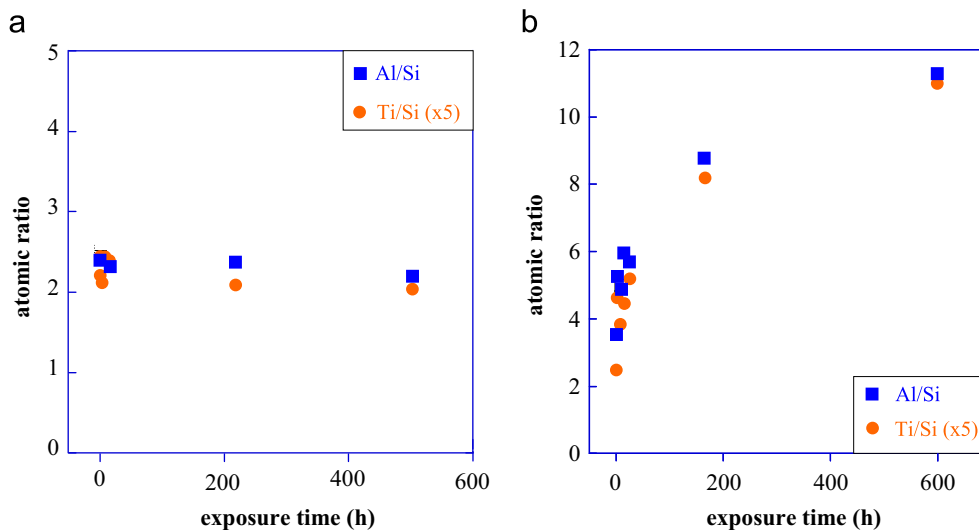 a
5
4
3
2
1
0
atomic ratio
Al/Si
Ti/Si (x5)
0
200
400
600
exposure time (h)
b
12
10
8
6
4
2
0
atomic ratio
Al/Si
Ti/Si (x5)
0
200
400
600
exposure time (h)